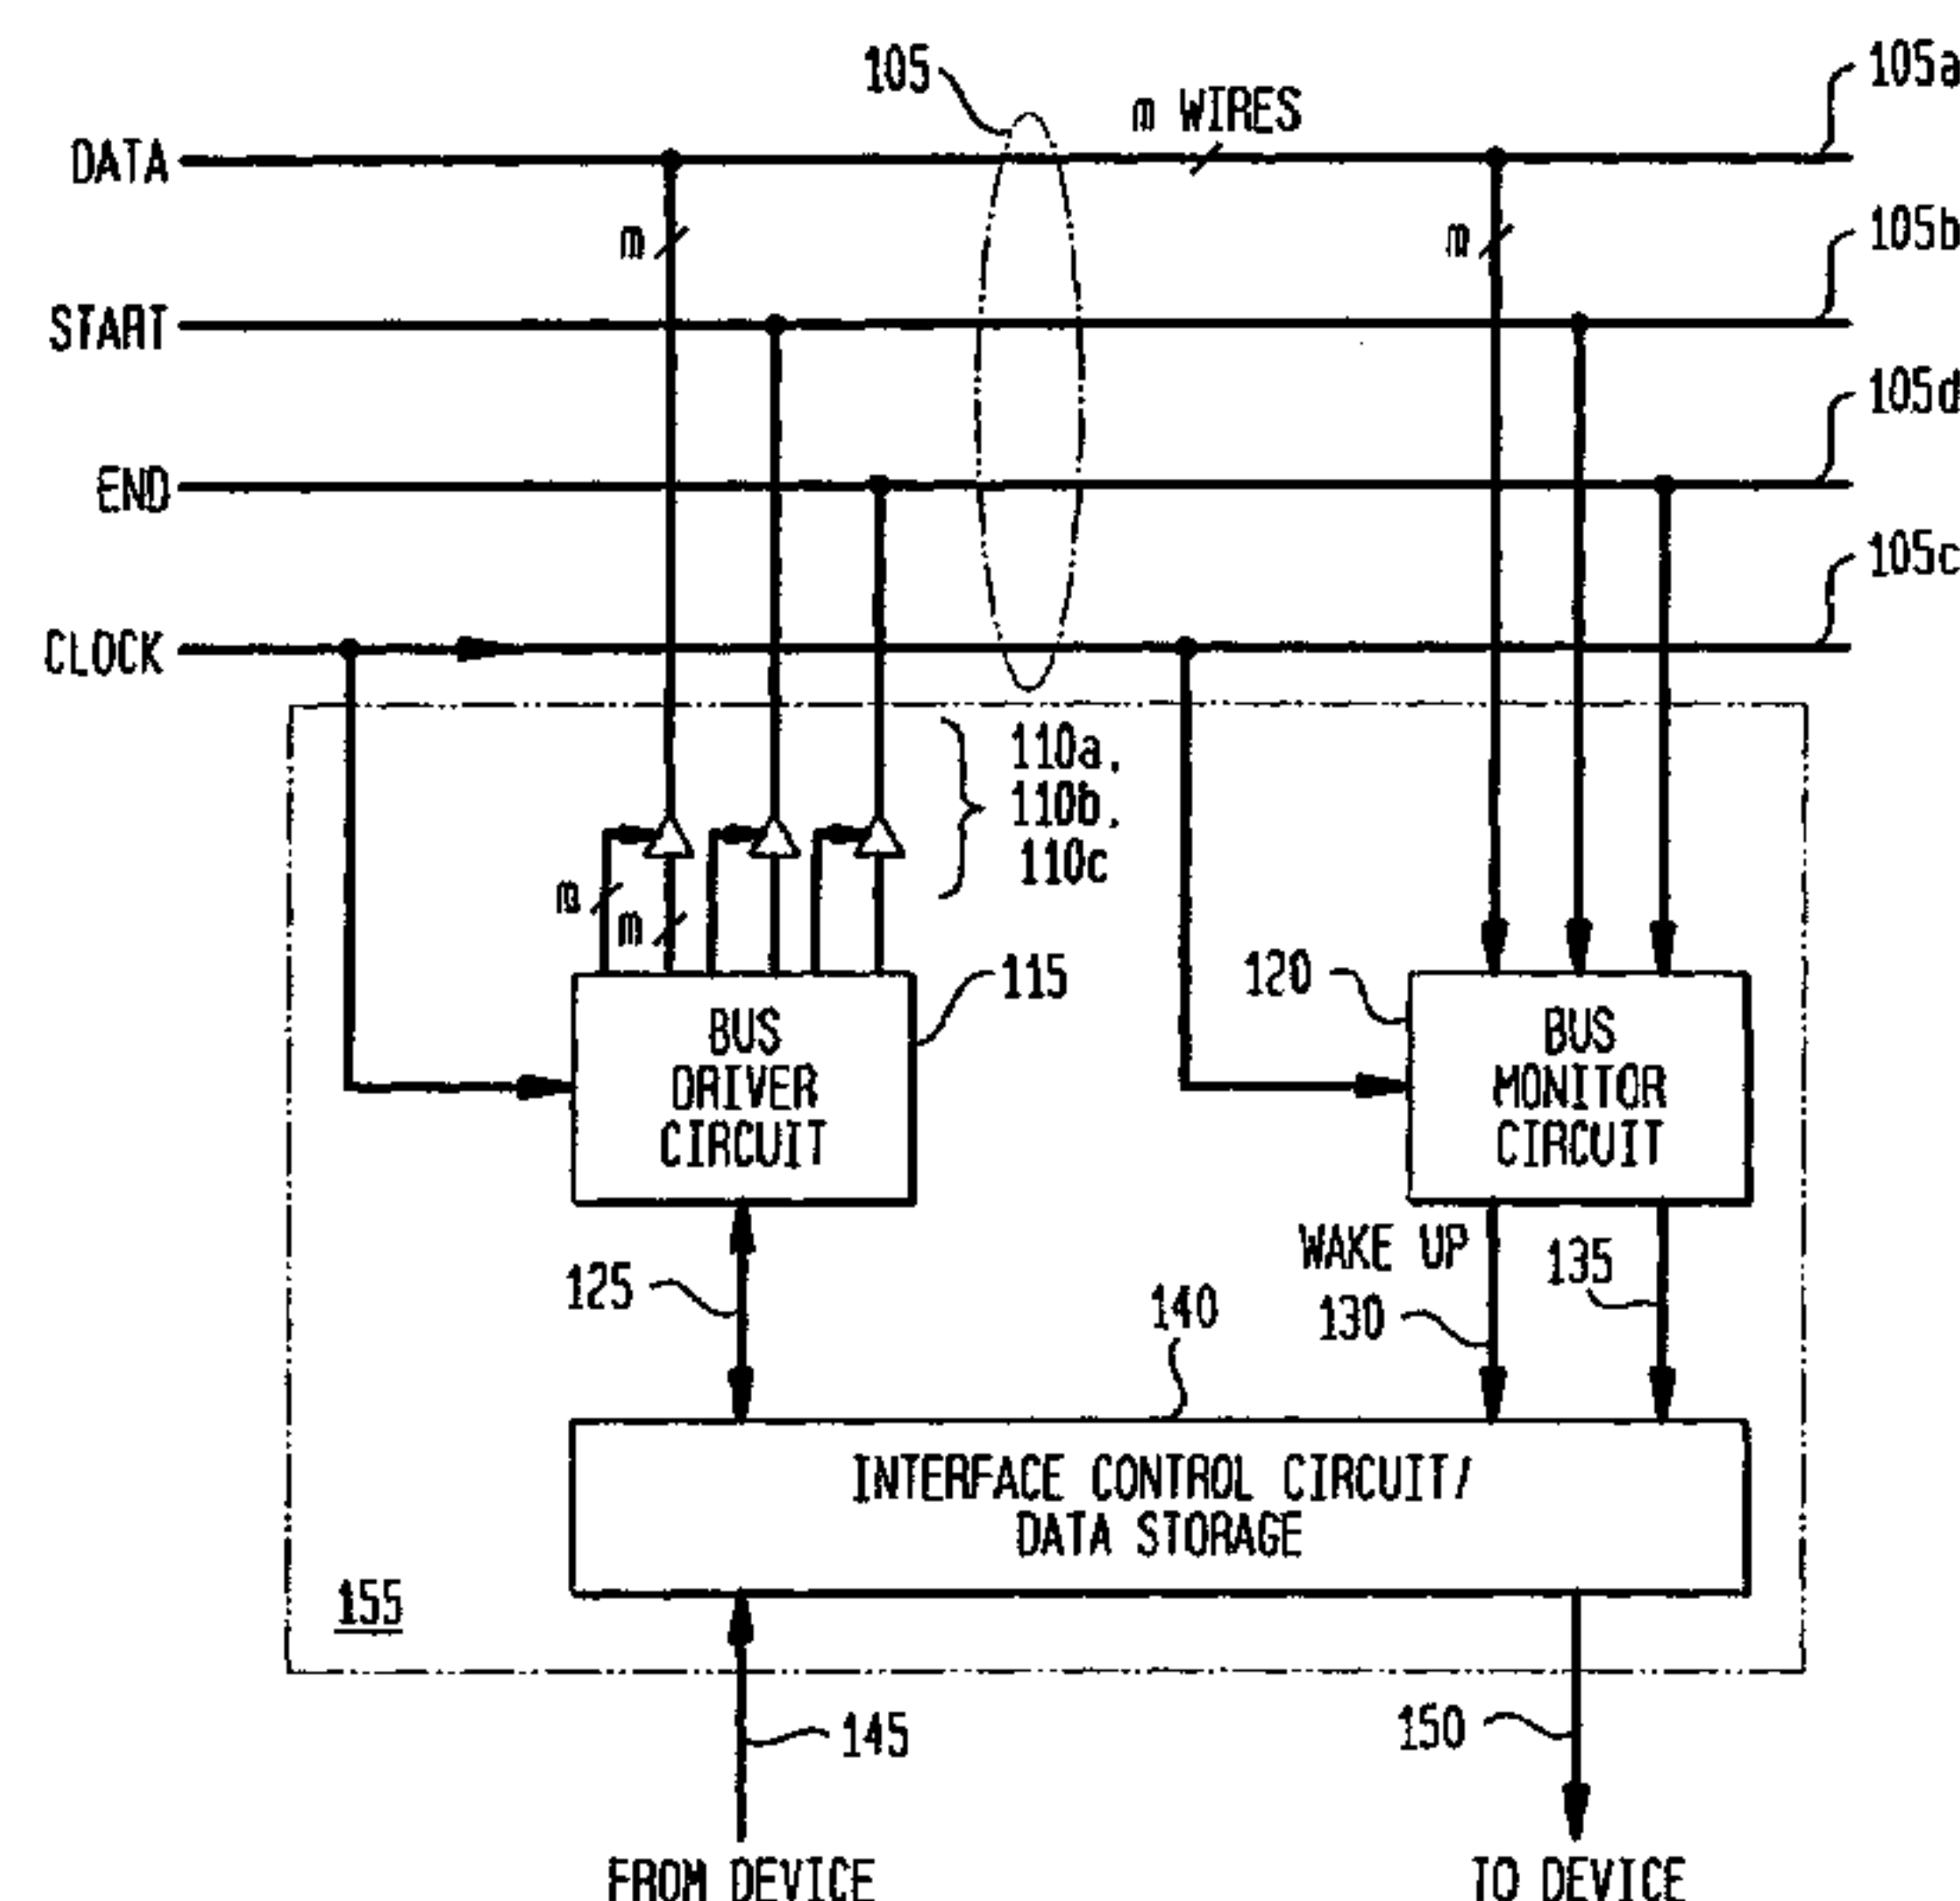 105
m WIRES
105a
DATA
m
m
105b
START
105d
END
105c
CLOCK
110a,
110b,
110c
m
m
115
120
BUS
DRIVER
CIRCUIT
BUS
MONITOR
CIRCUIT
WAKE UP
125
130
135
140
INTERFACE CONTROL CIRCUIT/
DATA STORAGE
155
145
150
FROM DEVICE
TO DEVICE